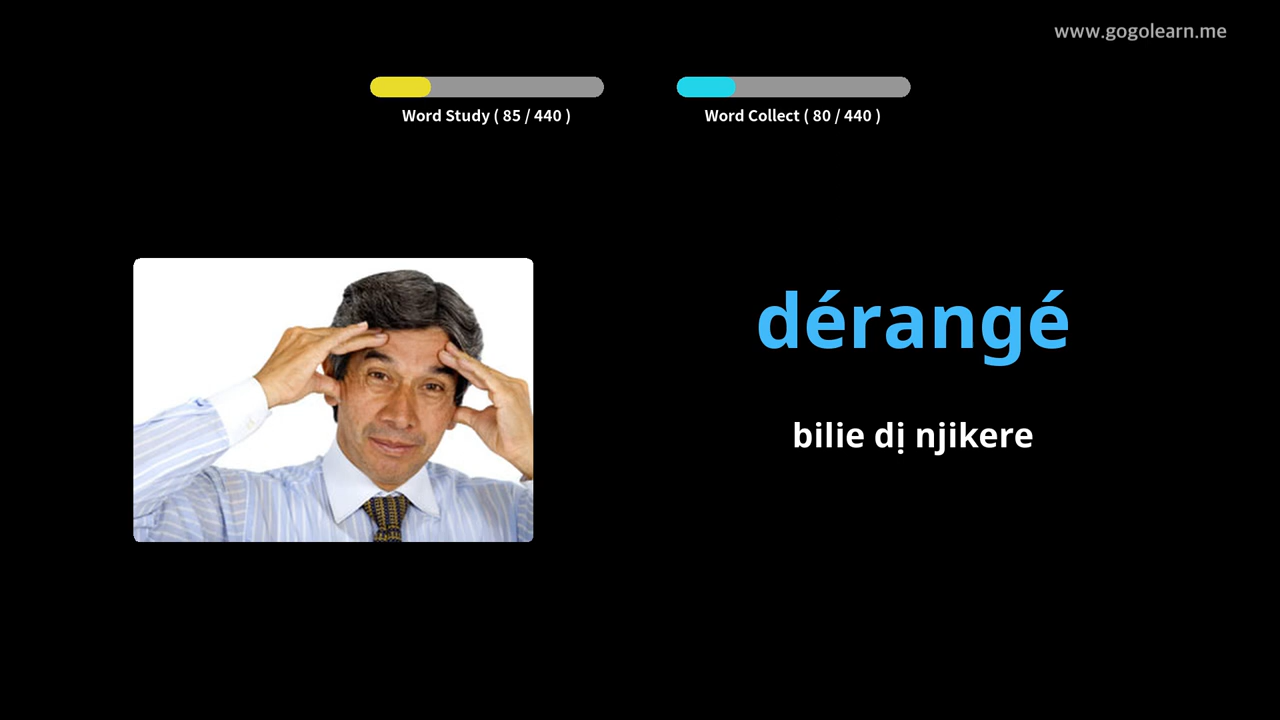 www.gogolearn.me
Word Study ( 85 / 440 )
Word Collect ( 80 / 440 )
dérangé
bilie dị njikere